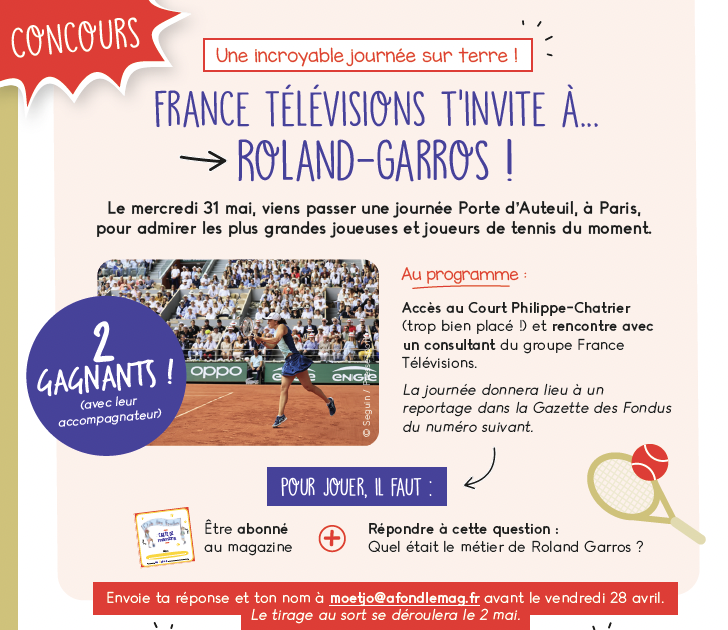 CONCOURS
Une incroyable journée sur terre !
FRANCE TÉLÉVISIONS T'INVITE À...
ROLAND-GARROS !
Le mercredi 31 mai, viens passer une journée Porte d'Auteuil, à Paris,
pour admirer les plus grandes joueuses et joueurs de tennis du moment.
2
GAGNANTS !
(avec leur
accompagnateur)
oppo
ENGIE
© Seguin /
Au programme :
Accès au Court Philippe-Chatrier
(trop bien placé !) et rencontre avec
un consultant du groupe France
Télévisions.
La journée donnera lieu à un
reportage dans la Gazette des Fondus
du numéro suivant.
POUR JOUER, IL FAUT :
Être abonné
au magazine
+
Répondre à cette question :
Quel était le métier de Roland Garros ?
Envoie ta réponse et ton nom à moetjo@afondlemag.fr avant le vendredi 28 avril.
Le tirage au sort se déroulera le 2 mai.